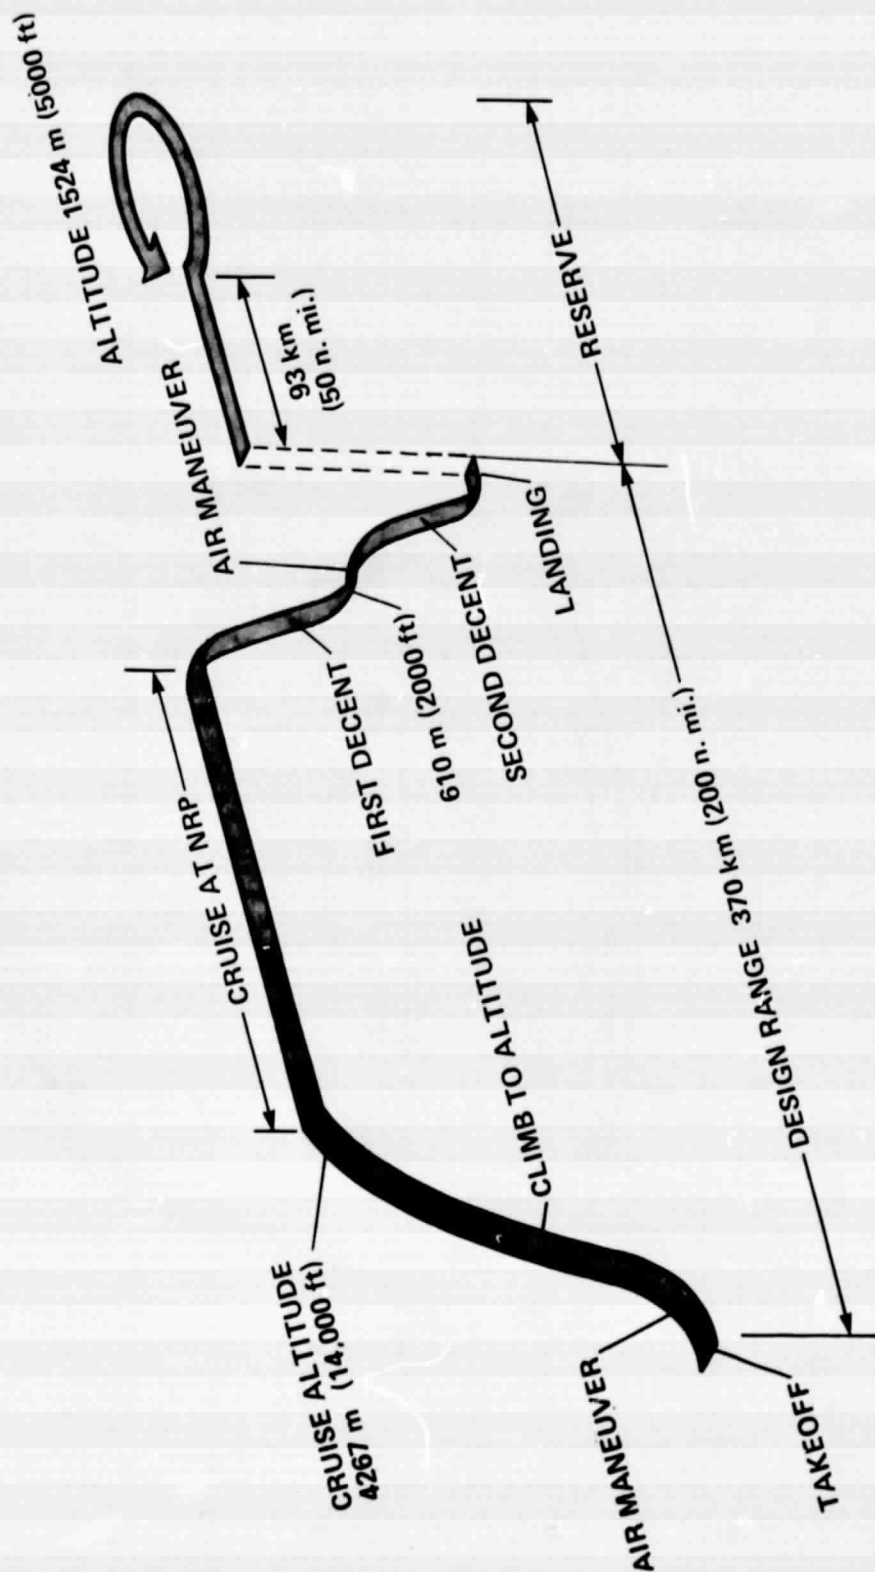 TAKEOFF
AIR MANEUVER
CLIMB TO ALTITUDE
CRUISE ALTITUDE
4267 m (14,000 ft)
CRUISE AT NRP
FIRST DECENT
610 m (2000 ft)
AIR MANEUVER
SECOND DECENT
LANDING
ALTITUDE 1524 m (5000 ft)
93 km
(50 n. mi.)
RESERVE
DESIGN RANGE 370 km (200 n. mi.)